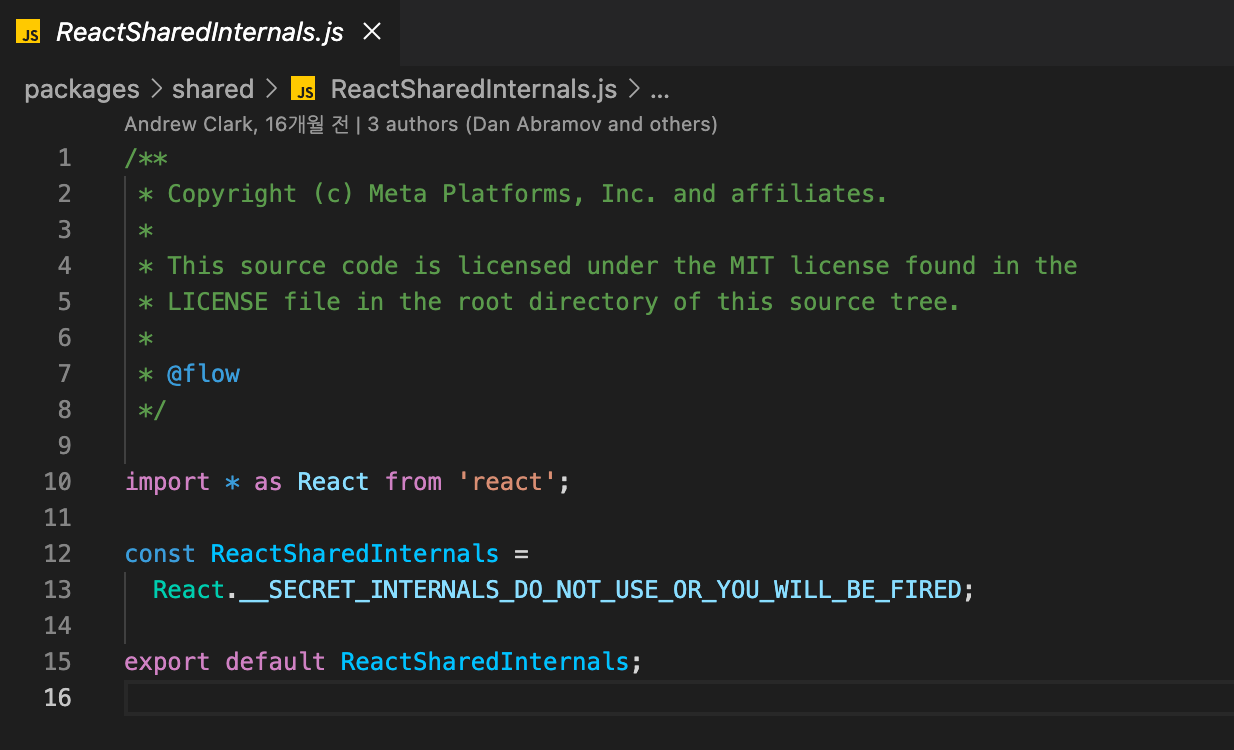 JS ReactSharedInternals.js ×
packages > shared > JS ReactSharedInternals.js > ...
Andrew Clark, 16개월 전 | 3 authors (Dan Abramov and others)
1 /**
2  * Copyright (c) Meta Platforms, Inc. and affiliates.
3  *
4  * This source code is licensed under the MIT license found in the
5  * LICENSE file in the root directory of this source tree.
6  *
7  * @flow
8  */
9
10 import * as React from 'react';
11
12 const ReactSharedInternals =
13   React.__SECRET_INTERNALS_DO_NOT_USE_OR_YOU_WILL_BE_FIRED;
14
15 export default ReactSharedInternals;
16